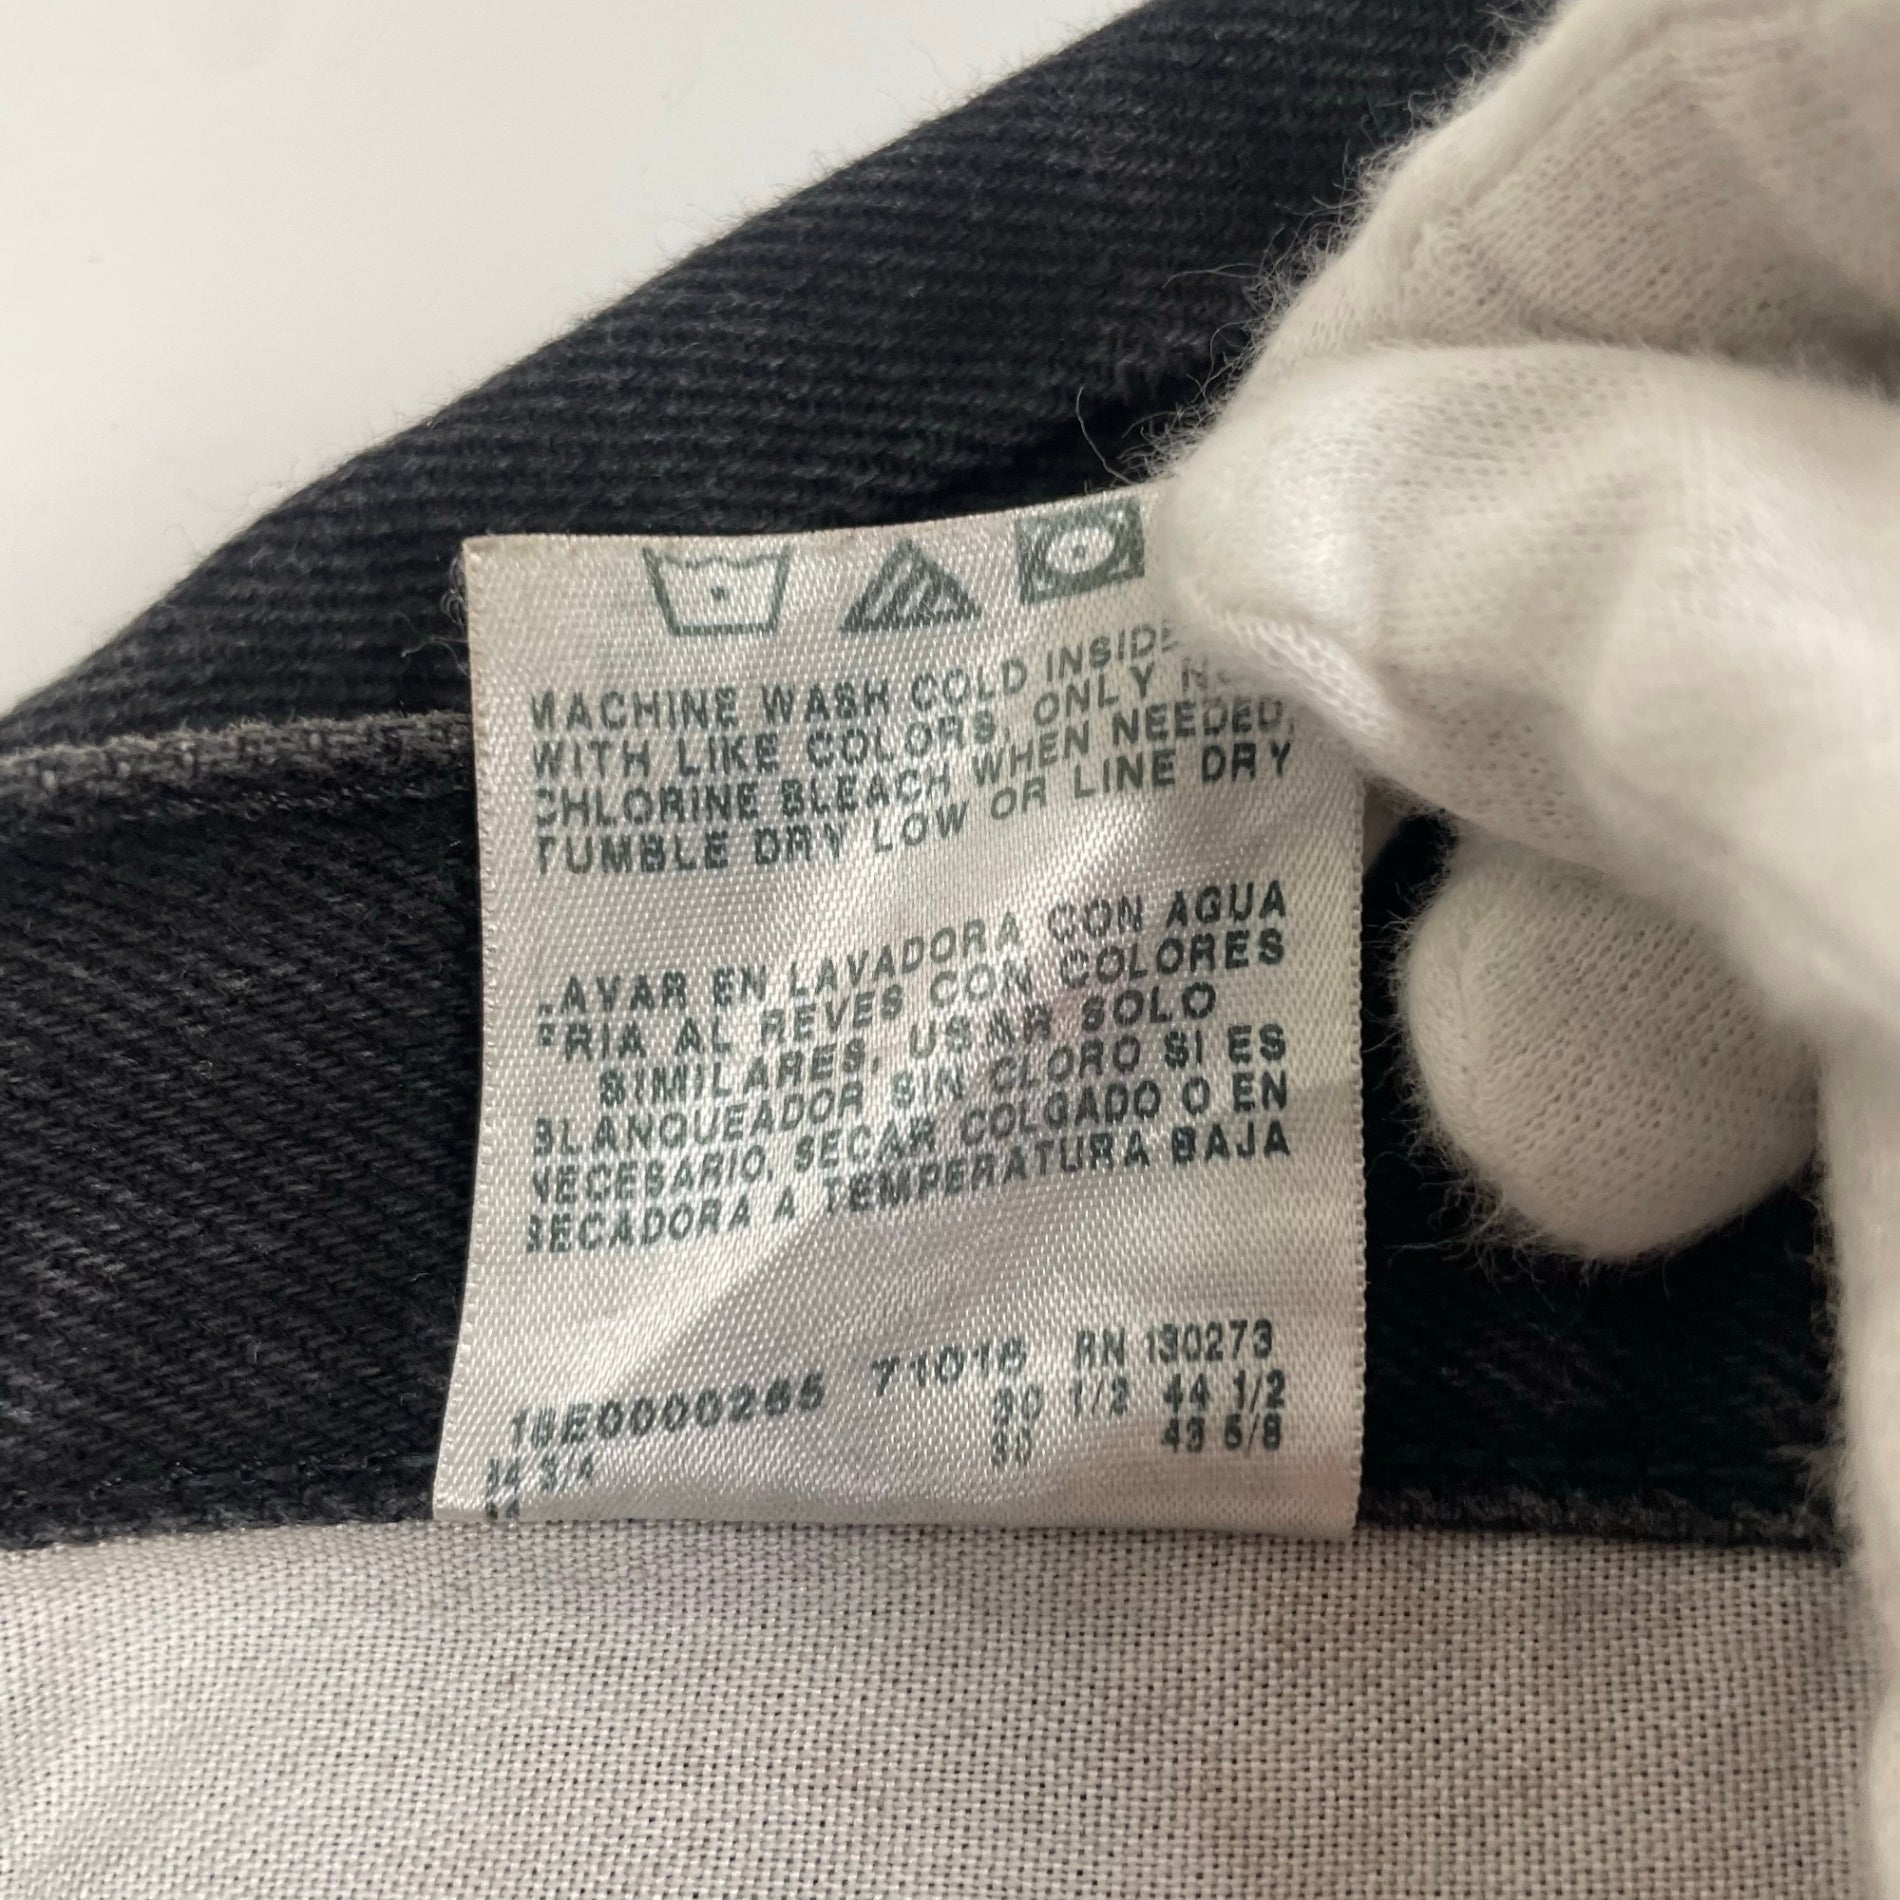 MACHINE WASH COLD INSIDE
WITH LIKE COLORS, ONLY
CHLORINE BLEACH WHEN NEEDED,
TUMBLE DRY LOW OR LINE DRY
LAVAR EN LAVADORA CON AGUA
FRIA AL REVES CON COLORES
SIMILARES, USAR SOLO
BLANQUEADOR SIN CLORO SI ES
NECESARIO, SECAR COLGADO O EN
SECADORA A TEMPERATURA BAJA
71016 RN 130273
30 1/2 44 1/2
30 43 5/8